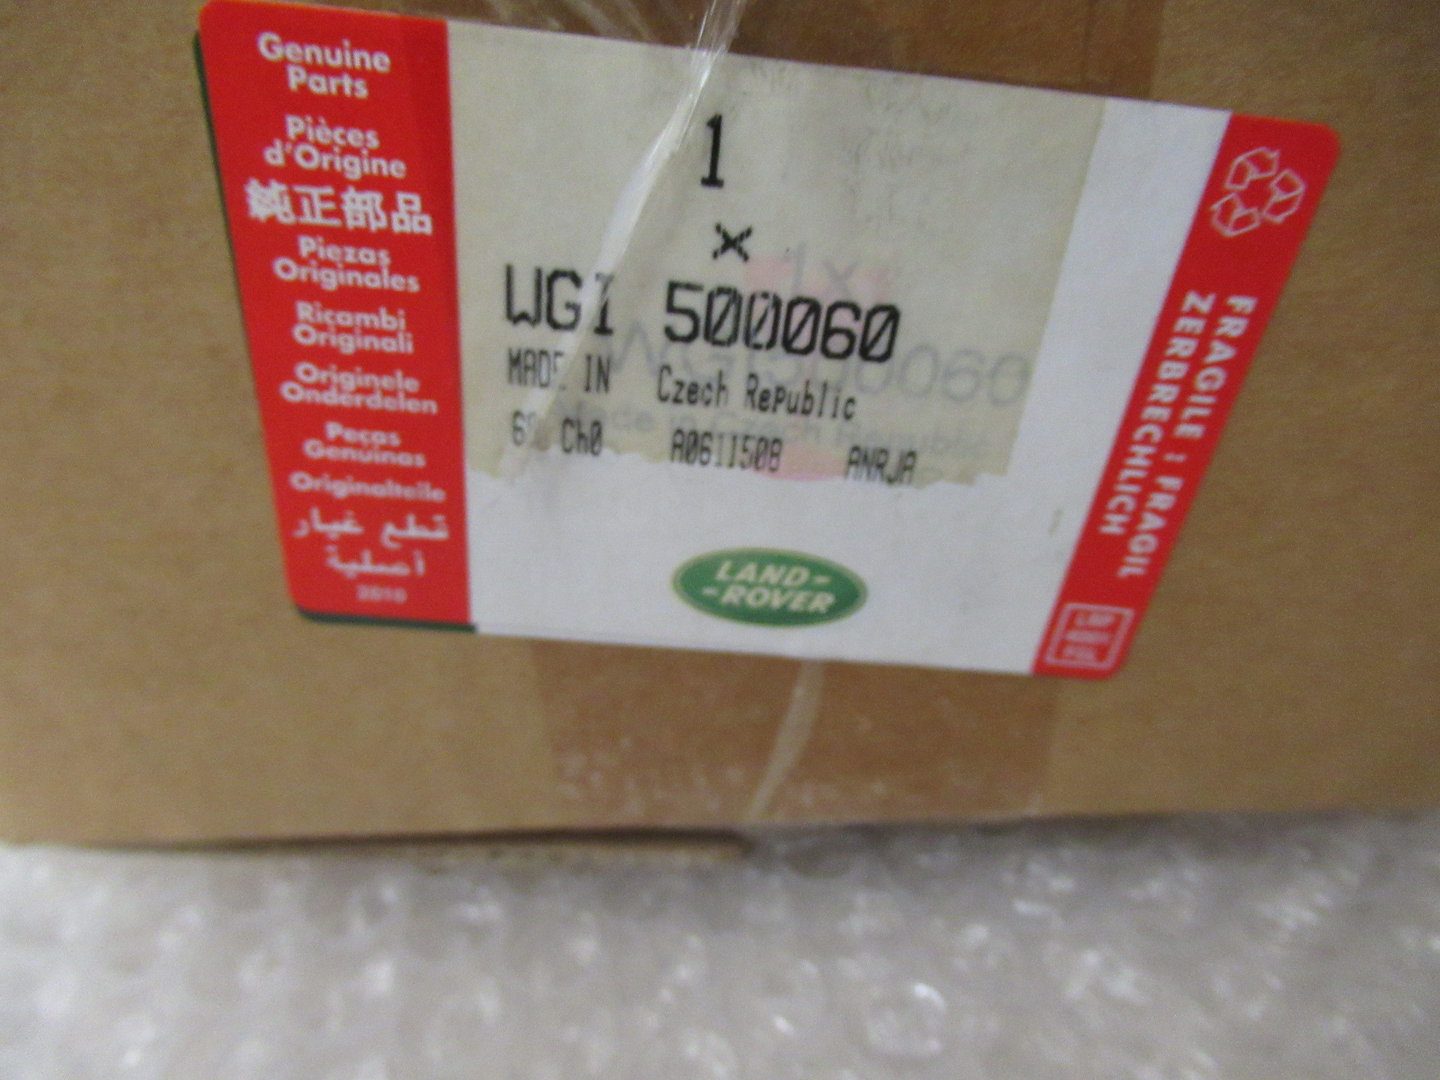 Genuine
Parts
Pièces
d'Origine
純正部品
Piezas
Originales
Ricambi
Originali
Originele
Onderdelen
Peças
Genuinas
Originalteile
قطع غيار
أصلية
1
x
WGI 500060
MADE IN Czech Republic
Ch0 A0611508 ANRJA
LAND-
-ROVER
FRAGILE : FRAGIL
ZERBRECHLICH